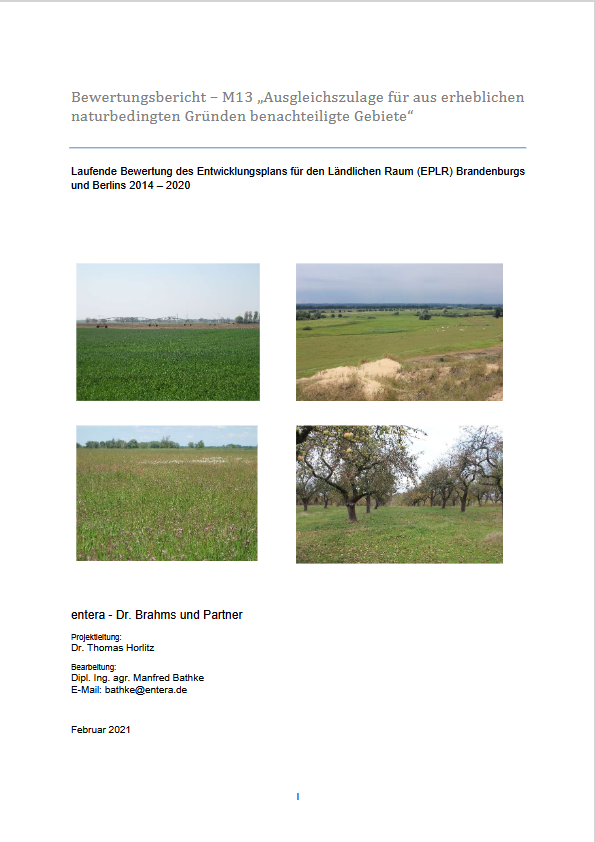 Bewertungsbericht – M13 „Ausgleichszulage für aus erheblichen
naturbedingten Gründen benachteiligte Gebiete“
Laufende Bewertung des Entwicklungsplans für den Ländlichen Raum (EPLR) Brandenburgs
und Berlins 2014 – 2020
entera - Dr. Brahms und Partner
Projektleitung:
Dr. Thomas Horlitz
Bearbeitung:
Dipl. Ing. agr. Manfred Bathke
E-Mail: bathke@entera.de
Februar 2021
I